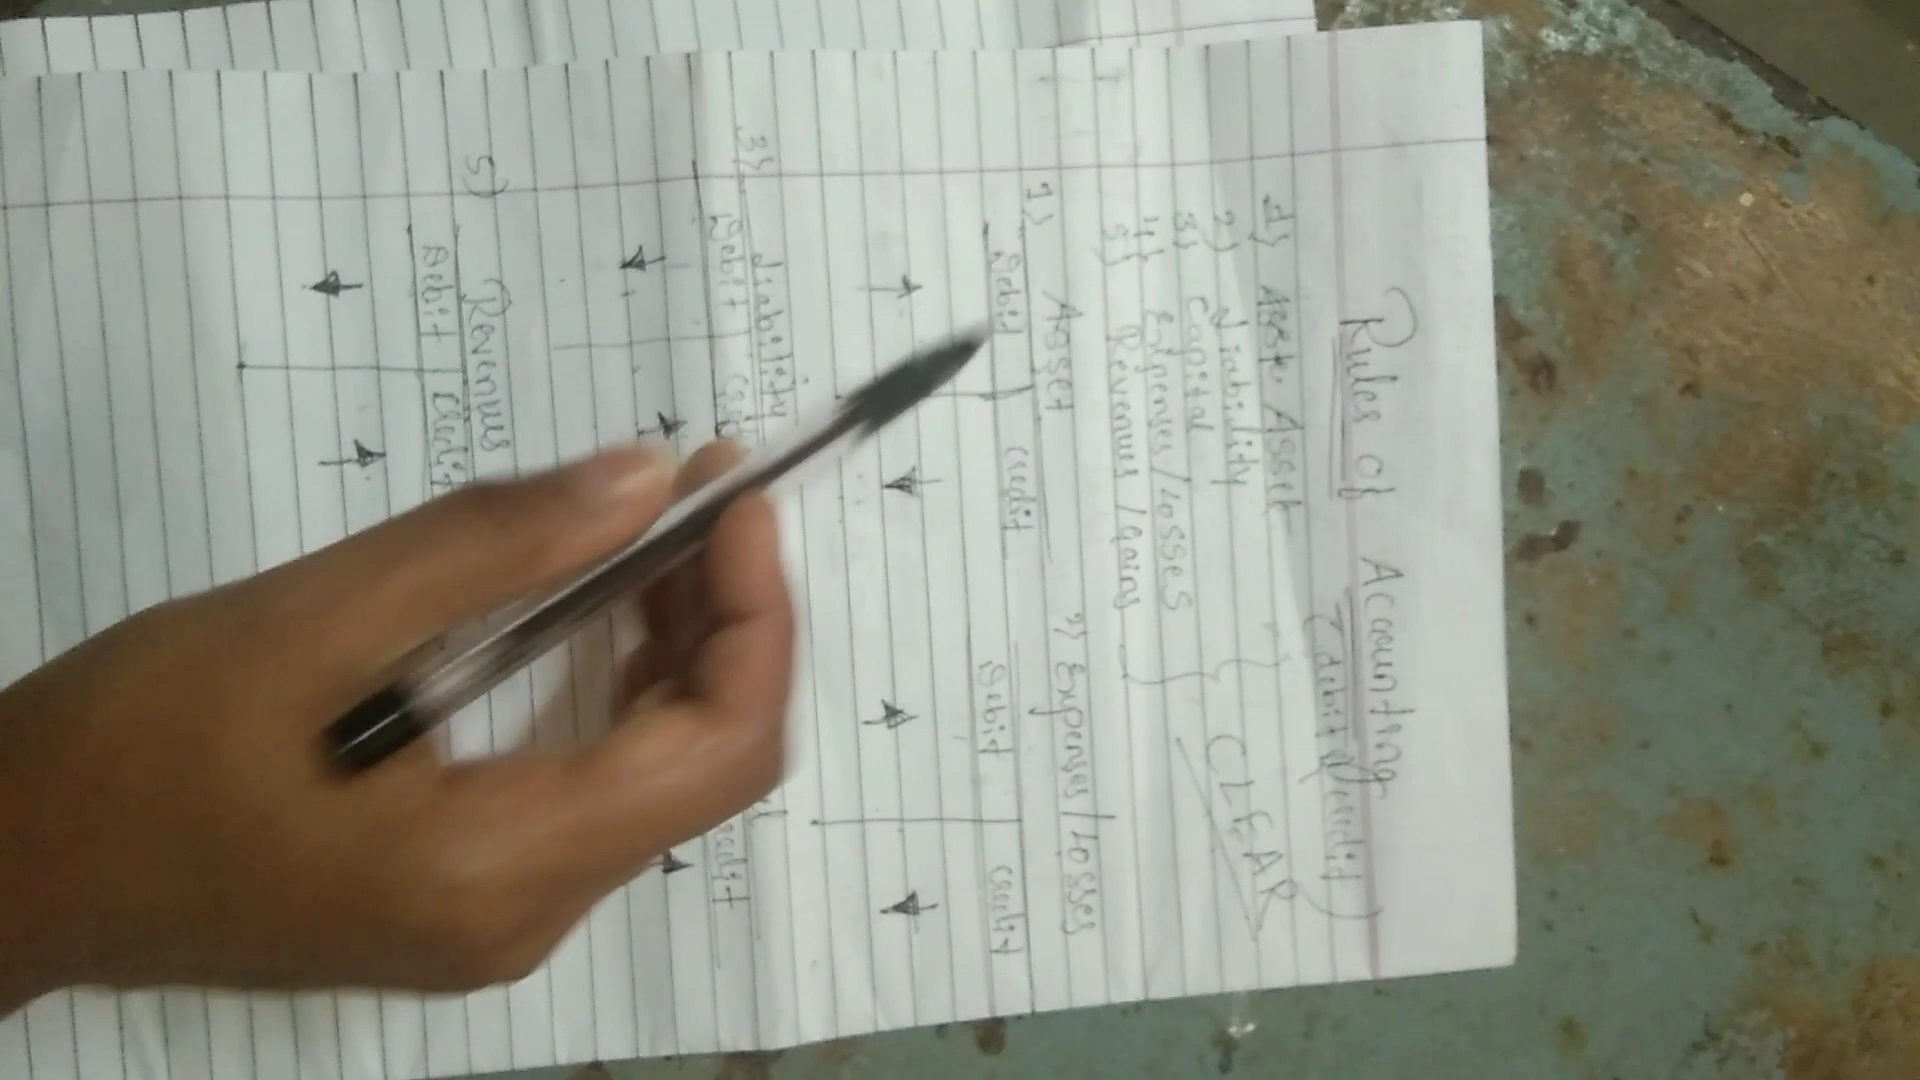 Rules of Accounting
(debit & credit)
1) Asset
2) Liability
3) Capital
4) Expenses/Losses
5) Revenues/gains
CLEAR
1) Asset
2) Expenses/Losses
Debit credit
Debit credit
3) Liability
Debit
5) Revenues
Debit credit